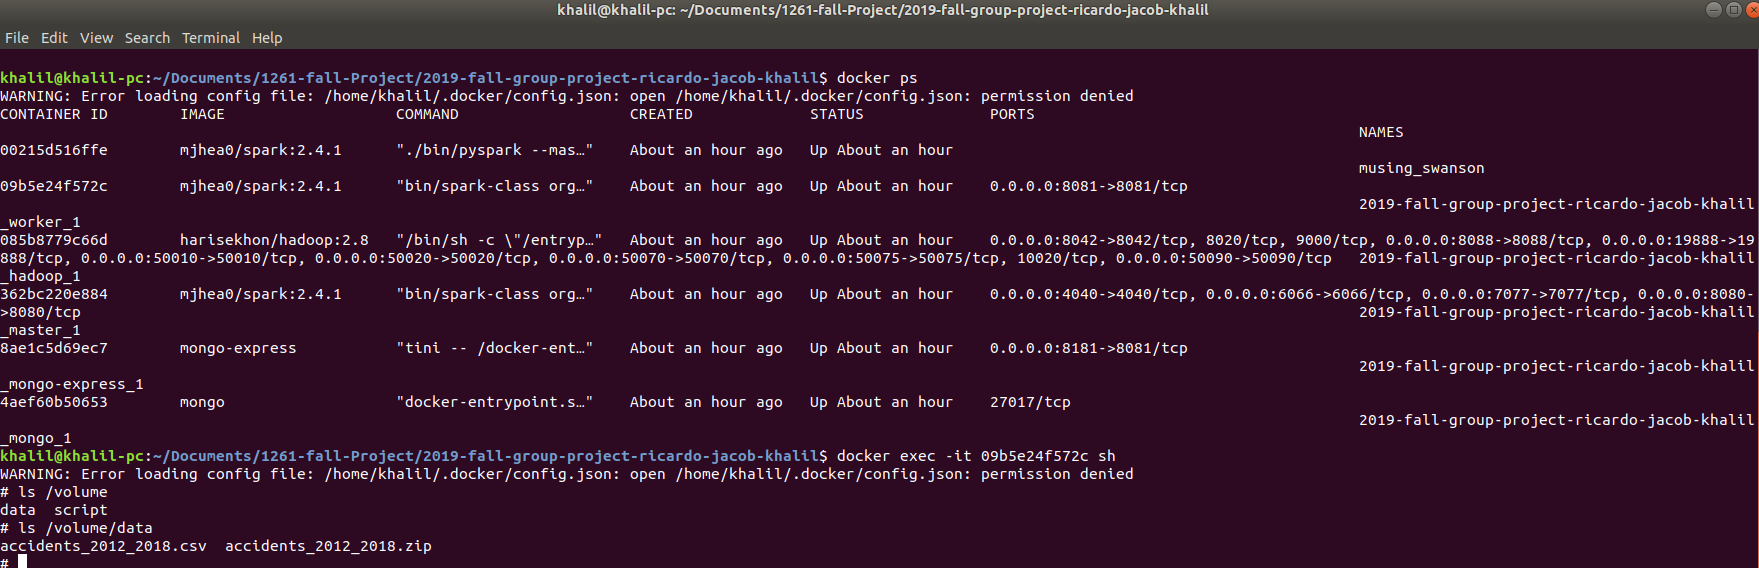 khalil@khalil-pc: ~/Documents/1261-fall-Project/2019-fall-group-project-ricardo-jacob-khalil
File Edit View Search Terminal Help
khalil@khalil-pc:~/Documents/1261-fall-Project/2019-fall-group-project-ricardo-jacob-khalil$ docker ps
WARNING: Error loading config file: /home/khalil/.docker/config.json: open /home/khalil/.docker/config.json: permission denied
CONTAINER ID        IMAGE                   COMMAND                  CREATED             STATUS              PORTS
NAMES
00215d516ffe        mjhea0/spark:2.4.1      "./bin/pyspark --mas…"   About an hour ago   Up About an hour
musing_swanson
09b5e24f572c        mjhea0/spark:2.4.1      "bin/spark-class org…"   About an hour ago   Up About an hour    0.0.0.0:8081->8081/tcp
2019-fall-group-project-ricardo-jacob-khalil
_worker_1
085b8779c66d        harisekhon/hadoop:2.8   "/bin/sh -c \"/entryp…"   About an hour ago   Up About an hour    0.0.0.0:8042->8042/tcp, 8020/tcp, 9000/tcp, 0.0.0.0:8088->8088/tcp, 0.0.0.0:19888->19
888/tcp, 0.0.0.0:50010->50010/tcp, 0.0.0.0:50020->50020/tcp, 0.0.0.0:50070->50070/tcp, 0.0.0.0:50075->50075/tcp, 10020/tcp, 0.0.0.0:50090->50090/tcp   2019-fall-group-project-ricardo-jacob-khalil
_hadoop_1
362bc220e884        mjhea0/spark:2.4.1      "bin/spark-class org…"   About an hour ago   Up About an hour    0.0.0.0:4040->4040/tcp, 0.0.0.0:6066->6066/tcp, 0.0.0.0:7077->7077/tcp, 0.0.0.0:8080-
>8080/tcp   2019-fall-group-project-ricardo-jacob-khalil
_master_1
8ae1c5d69ec7        mongo-express           "tini -- /docker-ent…"   About an hour ago   Up About an hour    0.0.0.0:8181->8081/tcp
2019-fall-group-project-ricardo-jacob-khalil
_mongo-express_1
4aef60b50653        mongo                   "docker-entrypoint.s…"   About an hour ago   Up About an hour    27017/tcp
2019-fall-group-project-ricardo-jacob-khalil
_mongo_1
khalil@khalil-pc:~/Documents/1261-fall-Project/2019-fall-group-project-ricardo-jacob-khalil$ docker exec -it 09b5e24f572c sh
WARNING: Error loading config file: /home/khalil/.docker/config.json: open /home/khalil/.docker/config.json: permission denied
# ls /volume
data  script
# ls /volume/data
accidents_2012_2018.csv  accidents_2012_2018.zip
#